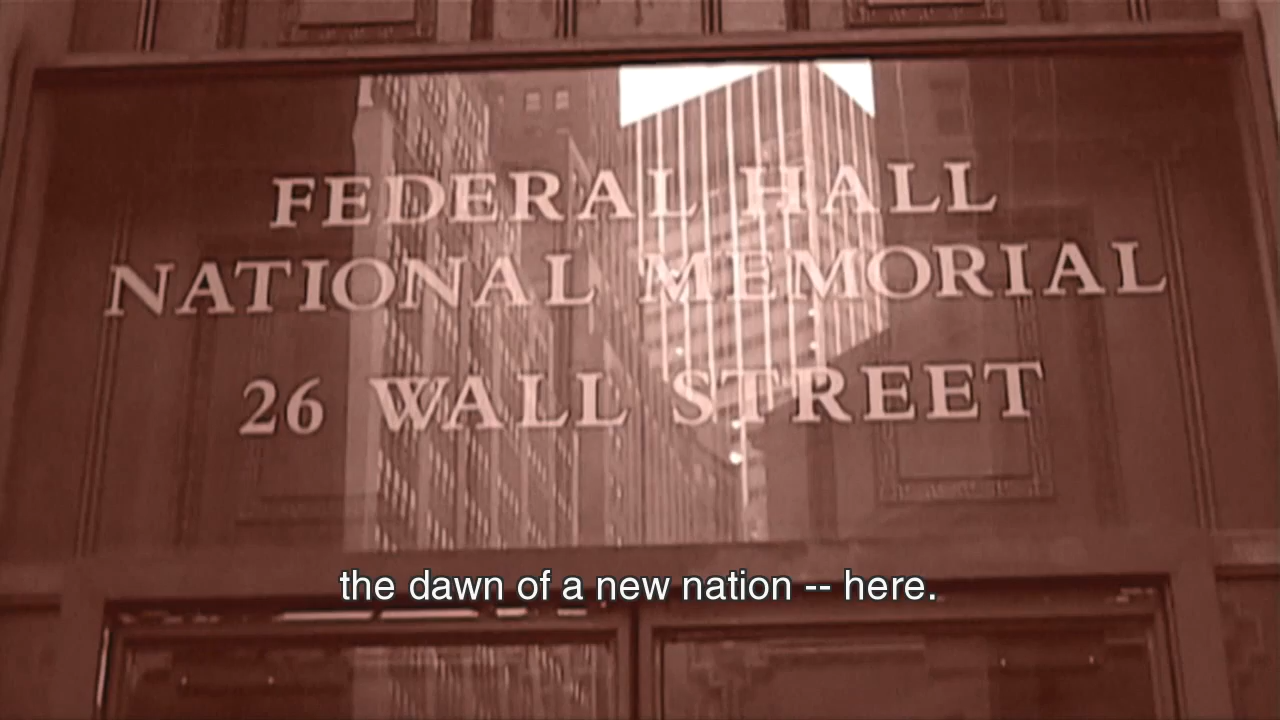 FEDERAL HALL
NATIONAL MEMORIAL
26 WALL STREET
the dawn of a new nation -- here.